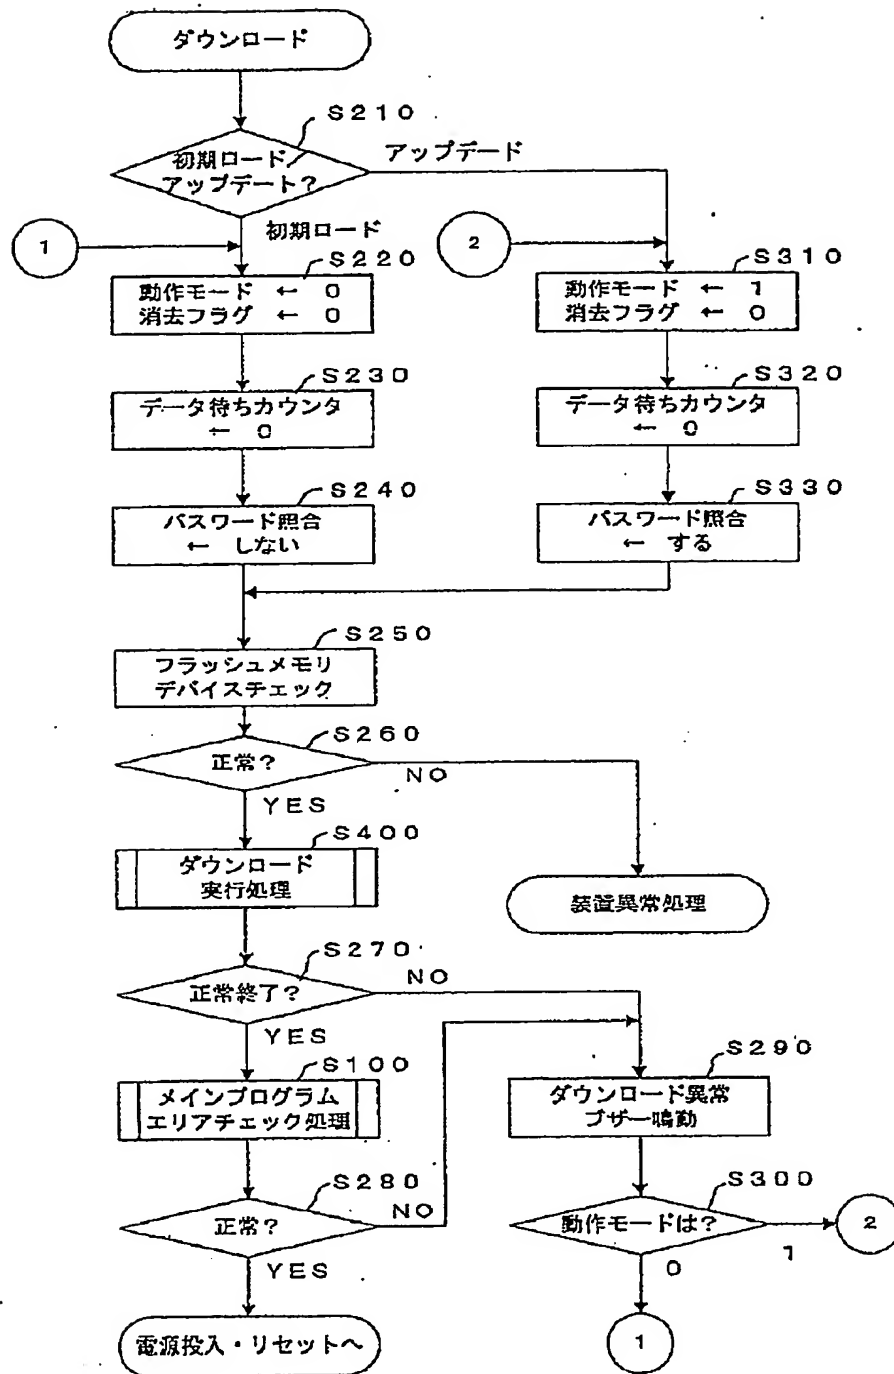 ダウンロード
S210
初期ロード
アップデート?
アップデード
初期ロード
1
2
S220
動作モード ← 0
消去フラグ ← 0
S310
動作モード ← 1
消去フラグ ← 0
S230
データ待ちカウンタ
← 0
S320
データ待ちカウンタ
← 0
S240
パスワード照合
← しない
S330
パスワード照合
← する
S250
フラッシュメモリ
デバイスチェック
S260
正常?
NO
YES
S400
ダウンロード
実行処理
装置異常処理
S270
正常終了?
NO
YES
S100
メインプログラム
エリアチェック処理
S290
ダウンロード異常
ブザー鳴動
S280
正常?
NO
YES
S300
動作モードは?
2
1
0
電源投入・リセットへ
1